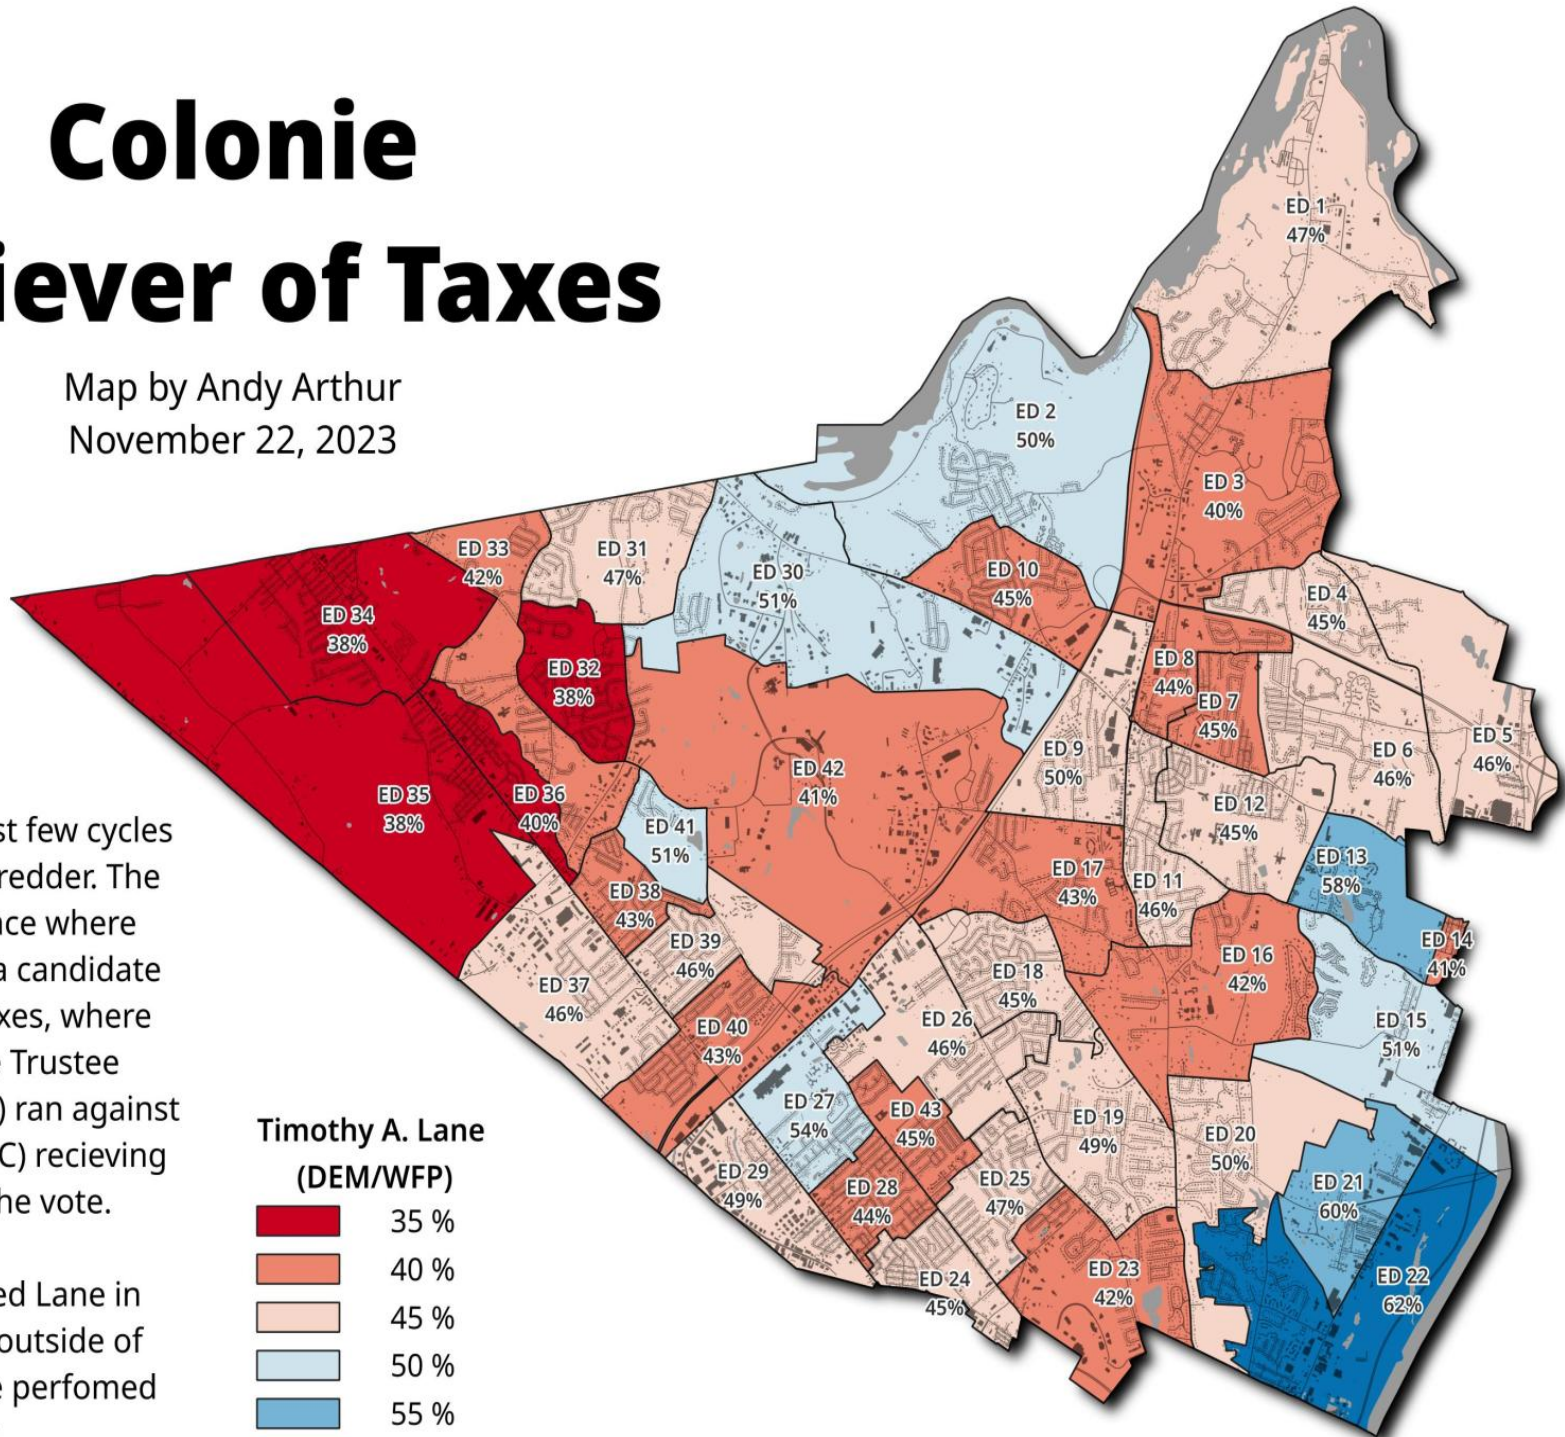 Colonie
iever of Taxes
Map by Andy Arthur
November 22, 2023
st few cycles
redder. The
ce where
a candidate
xes, where
Trustee
) ran against
C) recieving
he vote.
ed Lane in
outside of
perfomed
Timothy A. Lane
(DEM/WFP)
35 %
40 %
45 %
50 %
55 %
ED 1
47%
ED 2
50%
ED 3
40%
ED 33
42%
ED 31
47%
ED 30
51%
ED 10
45%
ED 4
45%
ED 34
38%
ED 32
38%
ED 8
44%
ED 7
45%
ED 9
50%
ED 6
46%
ED 5
46%
ED 42
41%
ED 35
38%
ED 36
40%
ED 12
45%
ED 41
51%
ED 13
58%
ED 17
43%
ED 11
46%
ED 38
43%
ED 39
46%
ED 14
41%
ED 16
42%
ED 37
46%
ED 18
45%
ED 40
43%
ED 26
46%
ED 15
51%
ED 27
54%
ED 43
45%
ED 19
49%
ED 20
50%
ED 29
49%
ED 28
44%
ED 25
47%
ED 21
60%
ED 24
45%
ED 23
42%
ED 22
62%